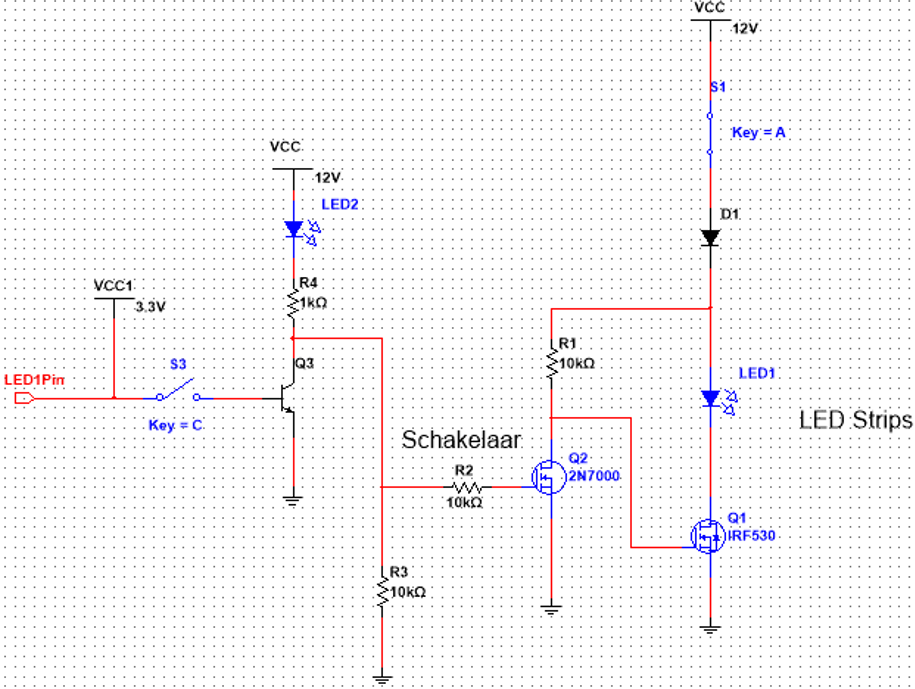 VCC
12V
S1
Key = A
VCC
12V
LED2
D1
VCC1
3.3V
R4
1kΩ
S3
LED1Pin
Key = C
Q3
R1
10kΩ
LED1
LED Strips
Schakelaar
R2
10kΩ
Q2
2N7000
Q1
IRF530
R3
10kΩ